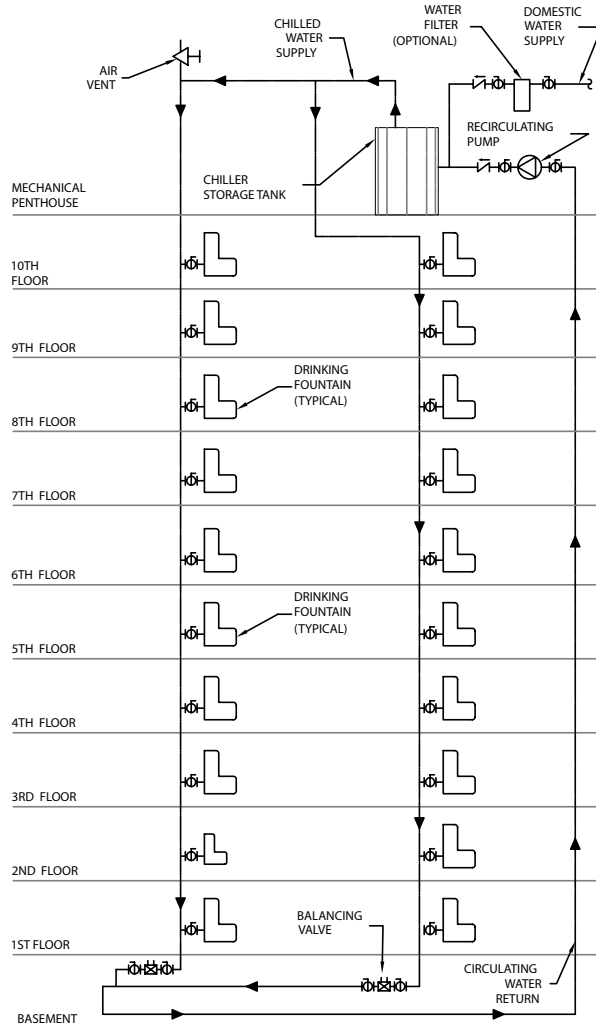 WATER
FILTER
(OPTIONAL)
DOMESTIC
WATER
SUPPLY
CHILLED
WATER
SUPPLY
AIR
VENT
RECIRCULATING
PUMP
CHILLER
STORAGE TANK
MECHANICAL
PENTHOUSE
10TH
FLOOR
9TH FLOOR
DRINKING
FOUNTAIN
(TYPICAL)
8TH FLOOR
7TH FLOOR
6TH FLOOR
DRINKING
FOUNTAIN
(TYPICAL)
5TH FLOOR
4TH FLOOR
3RD FLOOR
2ND FLOOR
BALANCING
VALVE
1ST FLOOR
CIRCULATING
WATER
RETURN
BASEMENT